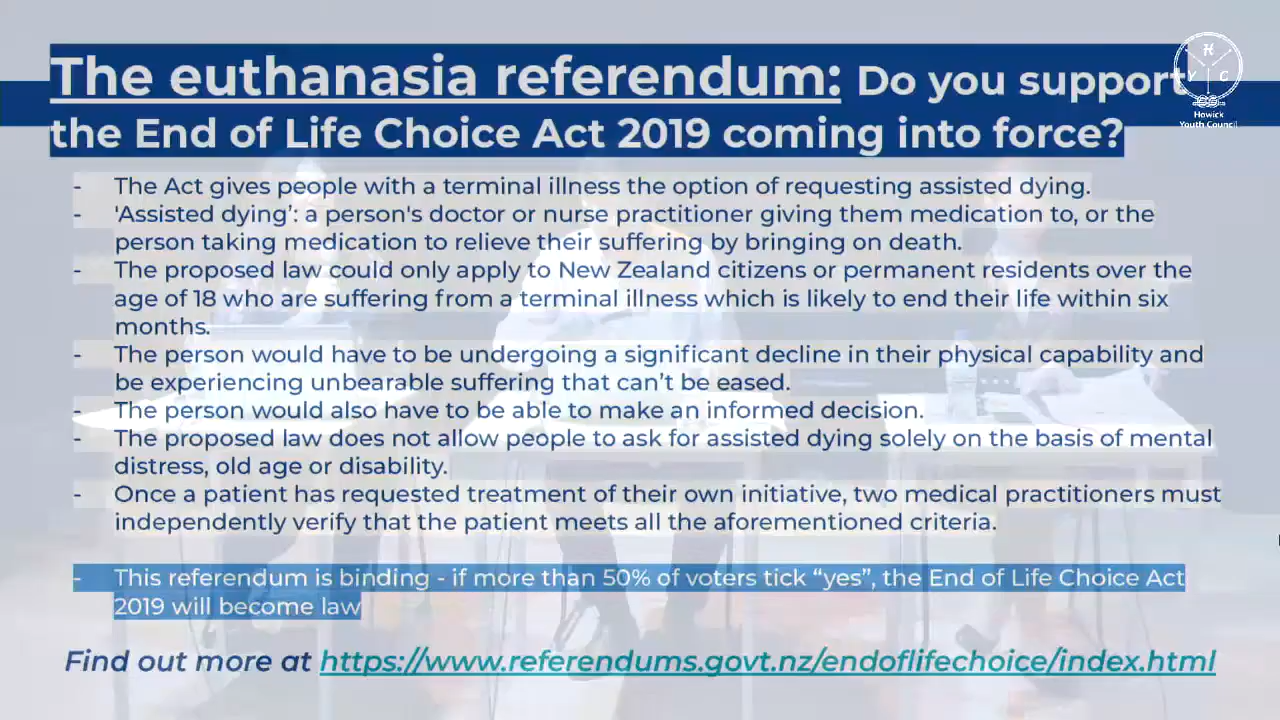 The euthanasia referendum: Do you support
the End of Life Choice Act 2019 coming into force?
H
Y C
Howick
Youth Council
- The Act gives people with a terminal illness the option of requesting assisted dying.
- 'Assisted dying’: a person's doctor or nurse practitioner giving them medication to, or the
person taking medication to relieve their suffering by bringing on death.
- The proposed law could only apply to New Zealand citizens or permanent residents over the
age of 18 who are suffering from a terminal illness which is likely to end their life within six
months.
- The person would have to be undergoing a significant decline in their physical capability and
be experiencing unbearable suffering that can’t be eased.
- The person would also have to be able to make an informed decision.
- The proposed law does not allow people to ask for assisted dying solely on the basis of mental
distress, old age or disability.
- Once a patient has requested treatment of their own initiative, two medical practitioners must
independently verify that the patient meets all the aforementioned criteria.
- This referendum is binding - if more than 50% of voters tick “yes”, the End of Life Choice Act
2019 will become law
Find out more at https://www.referendums.govt.nz/endoflifechoice/index.html